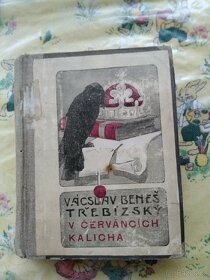 VÁCSLAV BENEŠ
TŘEBÍZSKÝ
V ČERVÁNCÍCH
KALICHA